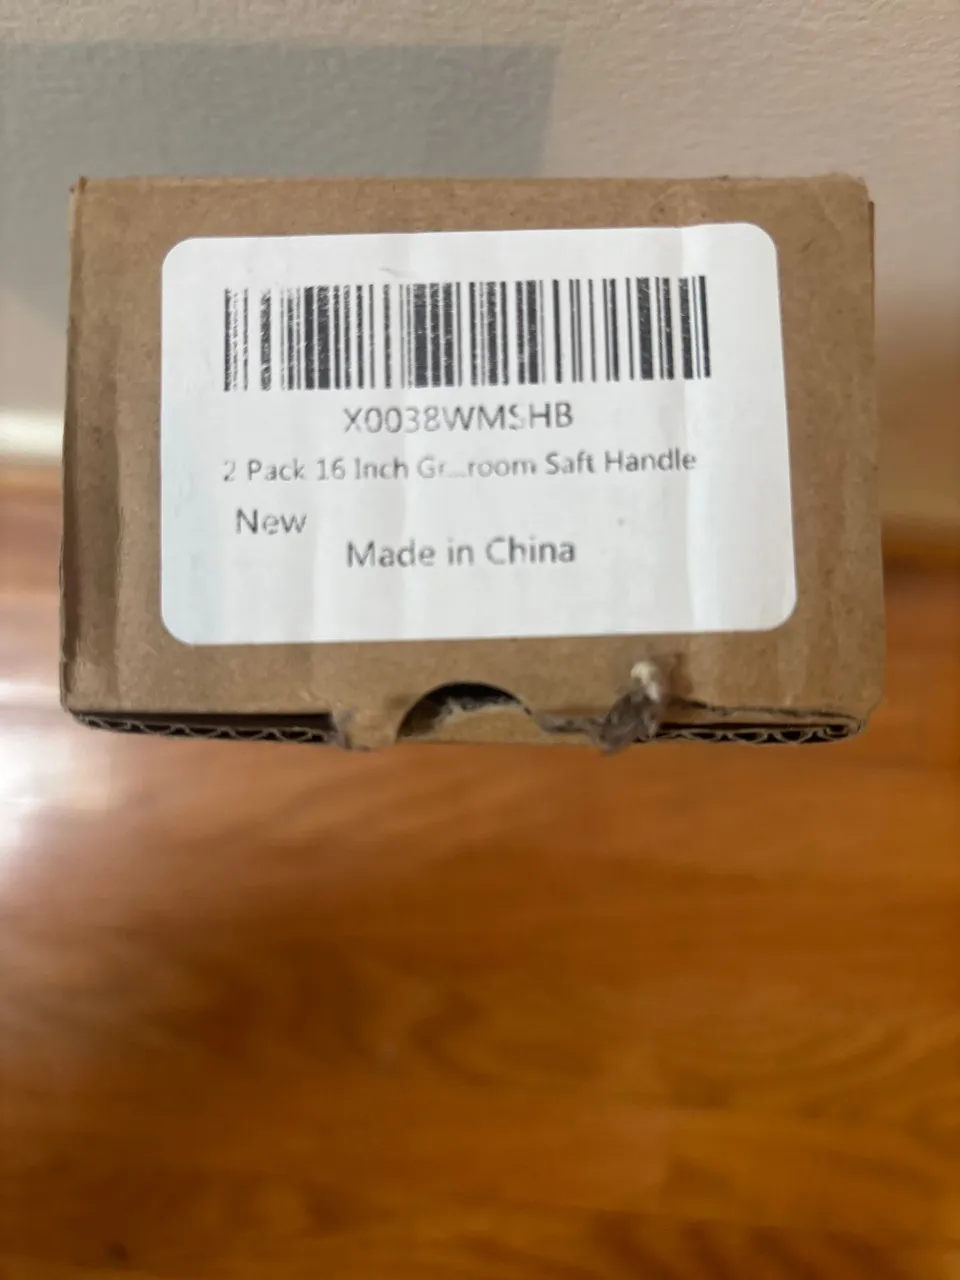 X0038WMSHB
2 Pack 16 Inch Gr...room Saft Handle
New
Made in China